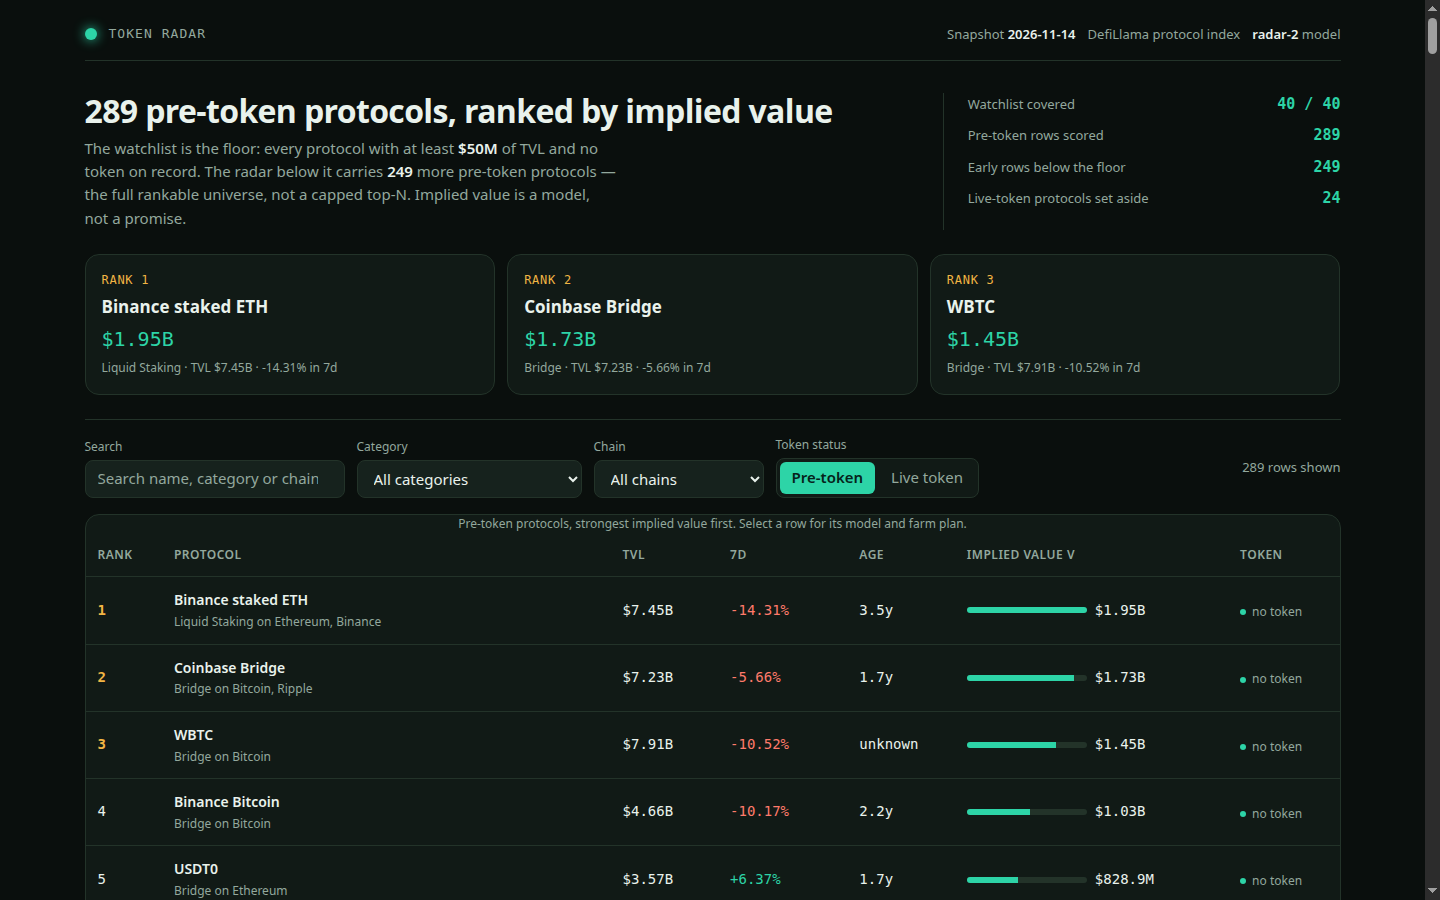 TOKEN RADAR
Snapshot 2026-11-14 DefiLlama protocol index radar-2 model
289 pre-token protocols, ranked by implied value
The watchlist is the floor: every protocol with at least $50M of TVL and no
token on record. The radar below it carries 249 more pre-token protocols —
the full rankable universe, not a capped top-N. Implied value is a model,
not a promise.
Watchlist covered 40 / 40
Pre-token rows scored 289
Early rows below the floor 249
Live-token protocols set aside 24
RANK 1
Binance staked ETH
$1.95B
Liquid Staking · TVL $7.45B · -14.31% in 7d
RANK 2
Coinbase Bridge
$1.73B
Bridge · TVL $7.23B · -5.66% in 7d
RANK 3
WBTC
$1.45B
Bridge · TVL $7.91B · -10.52% in 7d
Search
Search name, category or chain
Category
All categories
Chain
All chains
Token status
Pre-token Live token
289 rows shown
Pre-token protocols, strongest implied value first. Select a row for its model and farm plan.
RANK PROTOCOL TVL 7D AGE IMPLIED VALUE V TOKEN
1 Binance staked ETH $7.45B -14.31% 3.5y $1.95B no token
Liquid Staking on Ethereum, Binance
2 Coinbase Bridge $7.23B -5.66% 1.7y $1.73B no token
Bridge on Bitcoin, Ripple
3 WBTC $7.91B -10.52% unknown $1.45B no token
Bridge on Bitcoin
4 Binance Bitcoin $4.66B -10.17% 2.2y $1.03B no token
Bridge on Bitcoin
5 USDT0 $3.57B +6.37% 1.7y $828.9M no token
Bridge on Ethereum